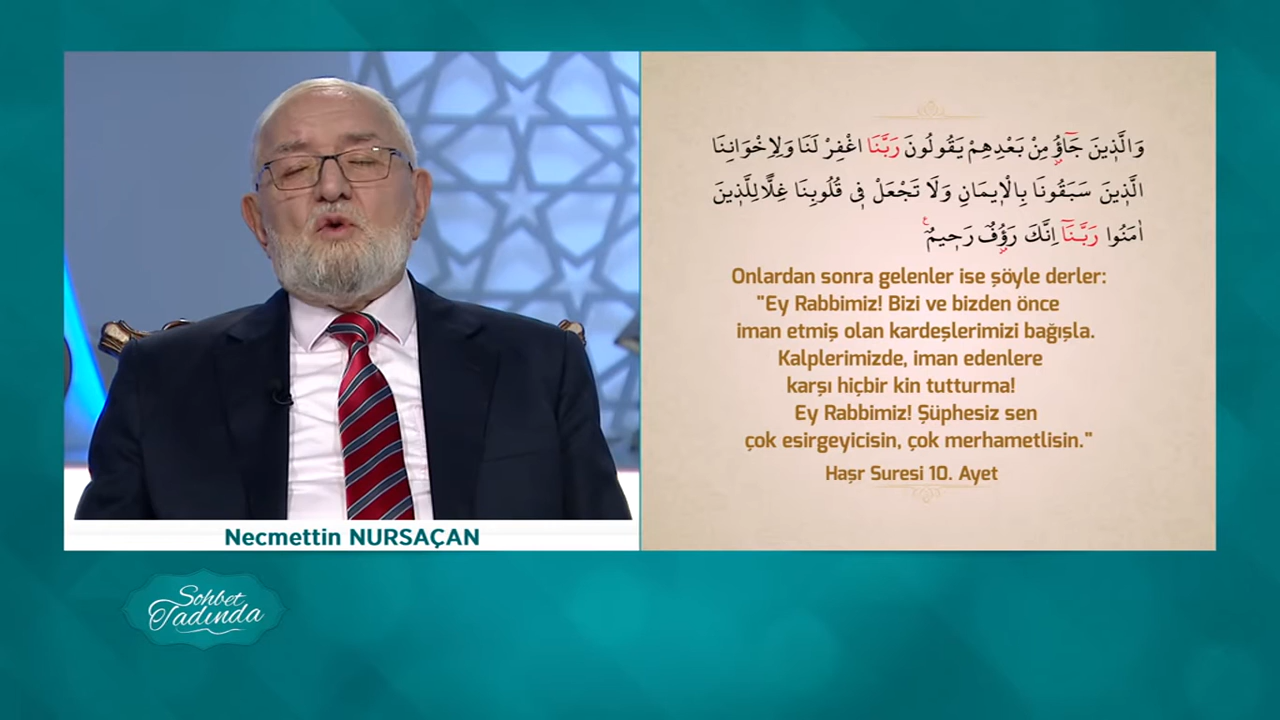 وَالَّذ۪ينَ جَٓاؤُ۫ مِنْ بَعْدِهِمْ يَقُولُونَ رَبَّنَا اغْفِرْ لَنَا وَلِاِخْوَانِنَا
الَّذ۪ينَ سَبَقُونَا بِالْا۪يمَانِ وَلَا تَجْعَلْ ف۪ي قُلُوبِنَا غِلًّا لِلَّذ۪ينَ
اٰمَنُوا رَبَّنَٓا اِنَّكَ رَؤُ۫فٌ رَح۪يمٌ۟
Onlardan sonra gelenler ise şöyle derler:
"Ey Rabbimiz! Bizi ve bizden önce
iman etmiş olan kardeşlerimizi bağışla.
Kalplerimizde, iman edenlere
karşı hiçbir kin tutturma!
Ey Rabbimiz! Şüphesiz sen
çok esirgeyicisin, çok merhametlisin."
Haşr Suresi 10. Ayet
Necmettin NURSAÇAN
Sohbet
Tadında